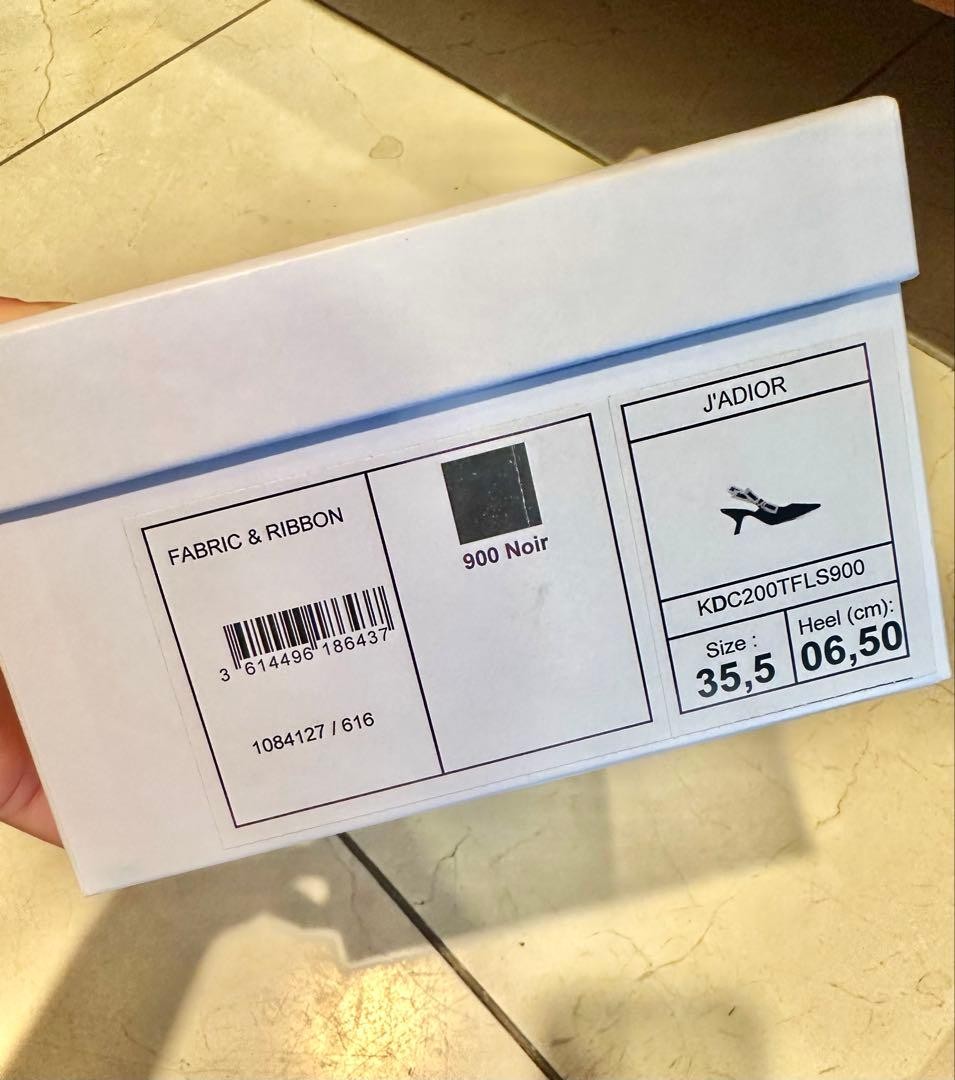 FABRIC & RIBBON
3 614496 186437
1084127 / 616
900 Noir
J'ADIOR
KDC200TFLS900
Size :
35,5
Heel (cm):
06,50